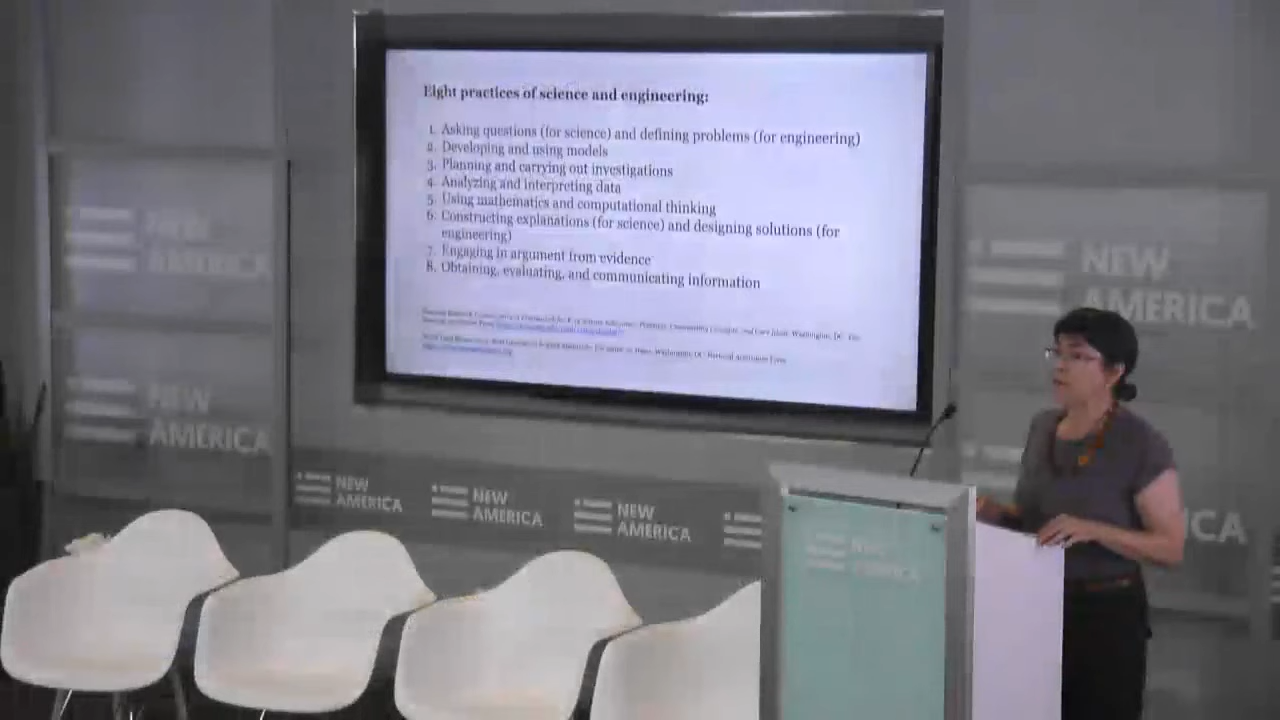 Eight practices of science and engineering:
1. Asking questions (for science) and defining problems (for engineering)
2. Developing and using models
3. Planning and carrying out investigations
4. Analyzing and interpreting data
5. Using mathematics and computational thinking
6. Constructing explanations (for science) and designing solutions (for
engineering)
7. Engaging in argument from evidence
8. Obtaining, evaluating, and communicating information
NEW
AMERICA
NEW
AMERICA
NEW
AMERICA
NEW
AMERICA
NEW
AMERICA
NEW
AMERICA
NEW
AMERICA